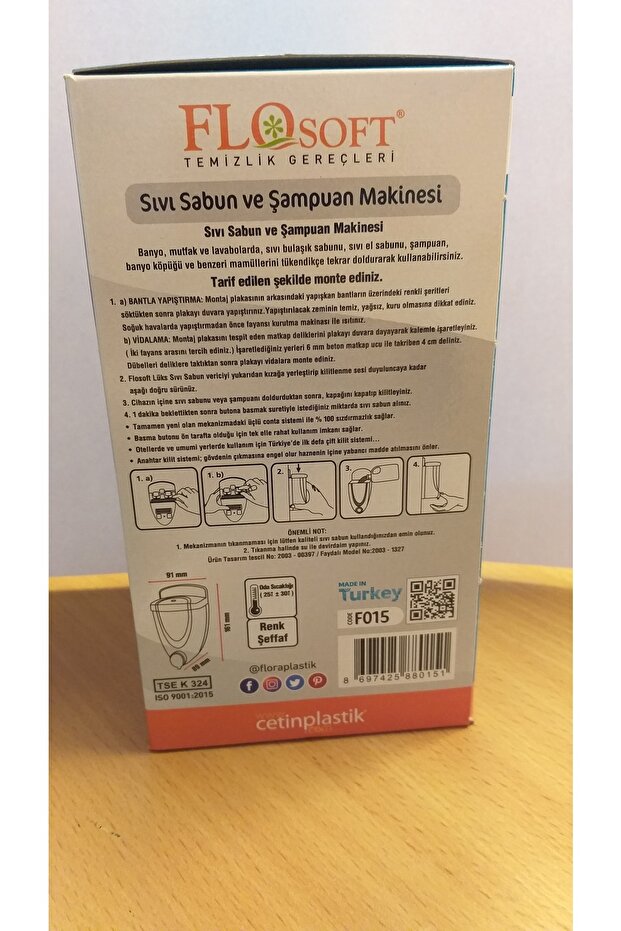 FLOSOFT®
TEMİZLİK GEREÇLERİ
Sıvı Sabun ve Şampuan Makinesi
Sıvı Sabun ve Şampuan Makinesi
Banyo, mutfak ve lavabolarda, sıvı bulaşık sabunu, sıvı el sabunu, şampuan,
banyo köpüğü ve benzeri mamüllerini tükendikçe tekrar doldurarak kullanabilirsiniz.
Tarif edilen şekilde monte ediniz.
1. a) BANTLA YAPIŞTIRMA: Montaj plakasının arkasındaki yapışkan bantların üzerindeki renkli şeritleri
söktükten sonra plakayı duvara yapıştırınız.Yapıştırılacak zeminin temiz, yağsız, kuru olmasına dikkat ediniz.
Soğuk havalarda yapıştırmadan önce fayansı kurutma makinası ile ısıtınız.
b) VİDALAMA: Montaj plakasını tespit eden matkap deliklerini plakayı duvara dayayarak kalemle işaretleyiniz.
( İki fayans arasını tercih ediniz.) İşaretlediğiniz yerleri 6 mm beton matkap ucu ile takriben 4 cm deliniz.
Dübelleri deliklere taktıktan sonra plakayı vidalara monte ediniz.
2. Flosoft Lüks Sıvı Sabun vericiyi yukarıdan kızağa yerleştirip kilitlenme sesi duyuluncaya kadar
aşağı doğru sürünüz.
3. Cihazın içine sıvı sabunu veya şampuanı doldurduktan sonra, kapağını kapatıp kilitleyiniz.
4. 1 dakika beklettikten sonra butona basmak suretiyle istediğiniz miktarda sıvı sabun alınız.
• Tamamen yeni olan mekanizmadaki üçlü conta sistemi ile % 100 sızdırmazlık sağlar.
• Basma butonu ön tarafta olduğu için tek elle rahat kullanım imkanı sağlar.
• Otellerde ve umumi yerlerde kullanım için Türkiye'de ilk defa çift kilit sistemi...
• Anahtar kilit sistemi; gövdenin çıkmasına engel olur haznenin içine yabancı madde atılmasını önler.
1. a)
1. b)
2.
3.
4.
ÖNEMLİ NOT:
1. Mekanizmanın tıkanmaması için lütfen kaliteli sıvı sabun kullandığınızdan emin olunuz.
2. Tıkanma halinde su ile devirdaim yapınız.
Ürün Tasarım tescil No: 2003 - 00397 / Faydalı Model No:2003 - 1327
91 mm
161 mm
89 mm
Oda Sıcaklığı
(25° ± 30°)
Renk
Şeffaf
MADE IN
Turkey
CODE
F015
@floraplastik
8 697425 880151
TSE K 324
ISO 9001:2015
cetinplastik